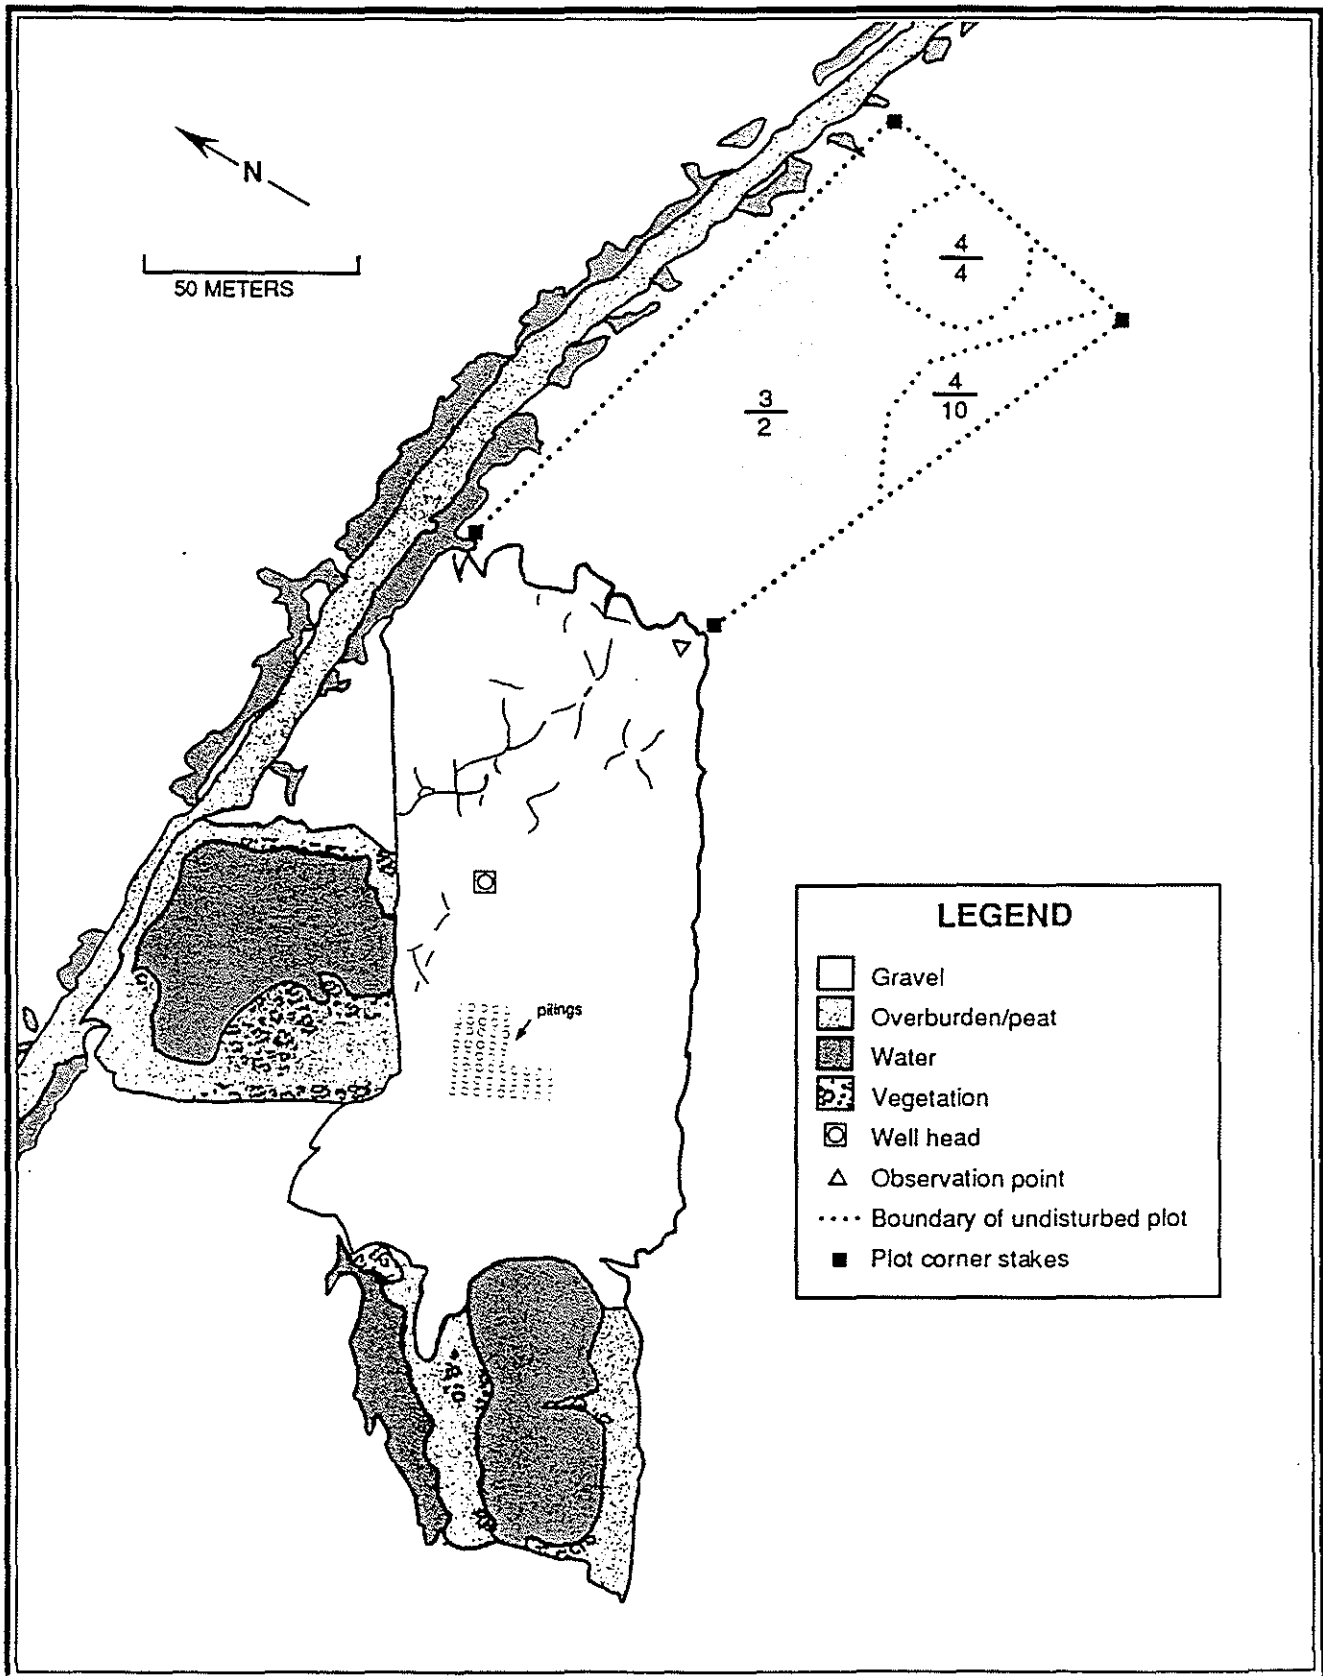 N
50 METERS
4
4
4
10
3
2
pilings
LEGEND
Gravel
Overburden/peat
Water
Vegetation
Well head
Observation point
Boundary of undisturbed plot
Plot corner stakes